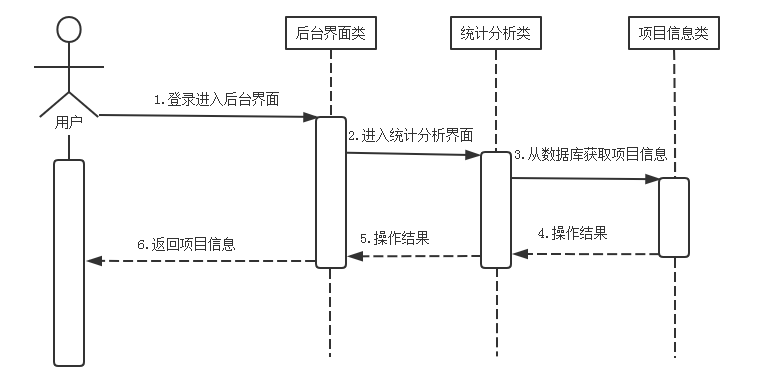 后台界面类
统计分析类
项目信息类
用户
1.登录进入后台界面
2.进入统计分析界面
3.从数据库获取项目信息
4.操作结果
5.操作结果
6.返回项目信息